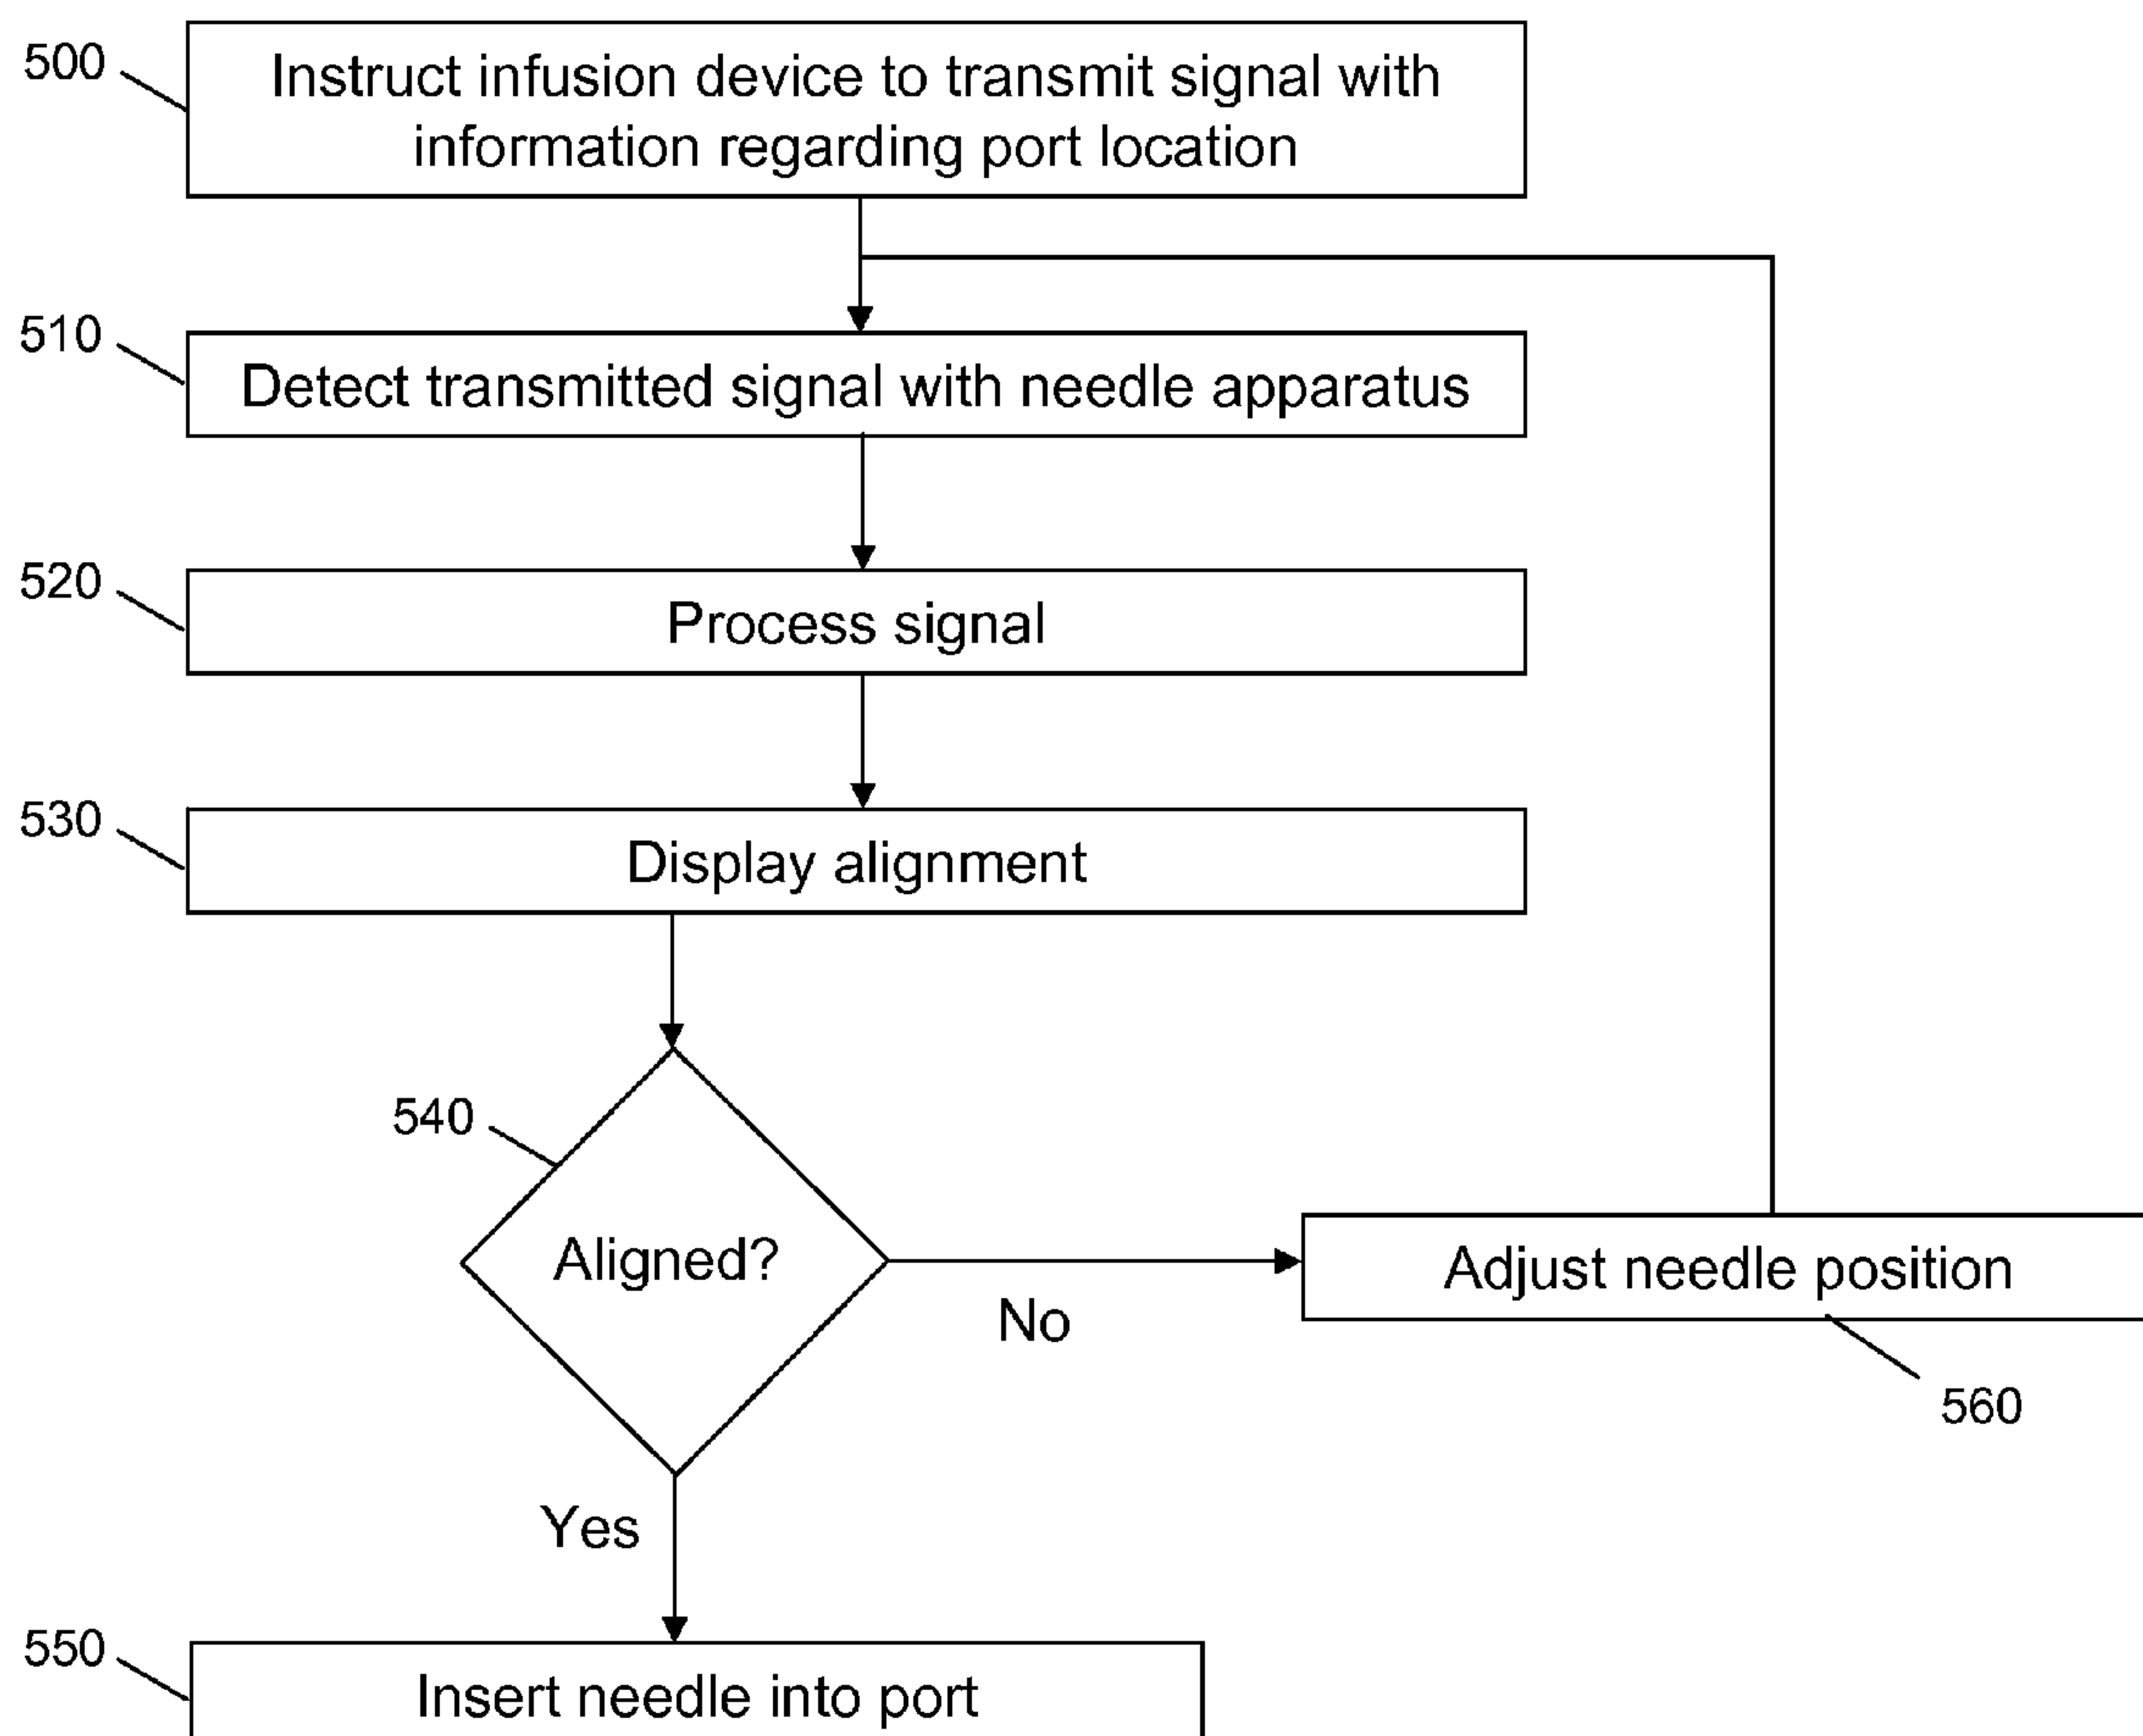 500
Instruct infusion device to transmit signal with
information regarding port location
510
Detect transmitted signal with needle apparatus
520
Process signal
530
Display alignment
540
Aligned?
No
Adjust needle position
560
Yes
550
Insert needle into port